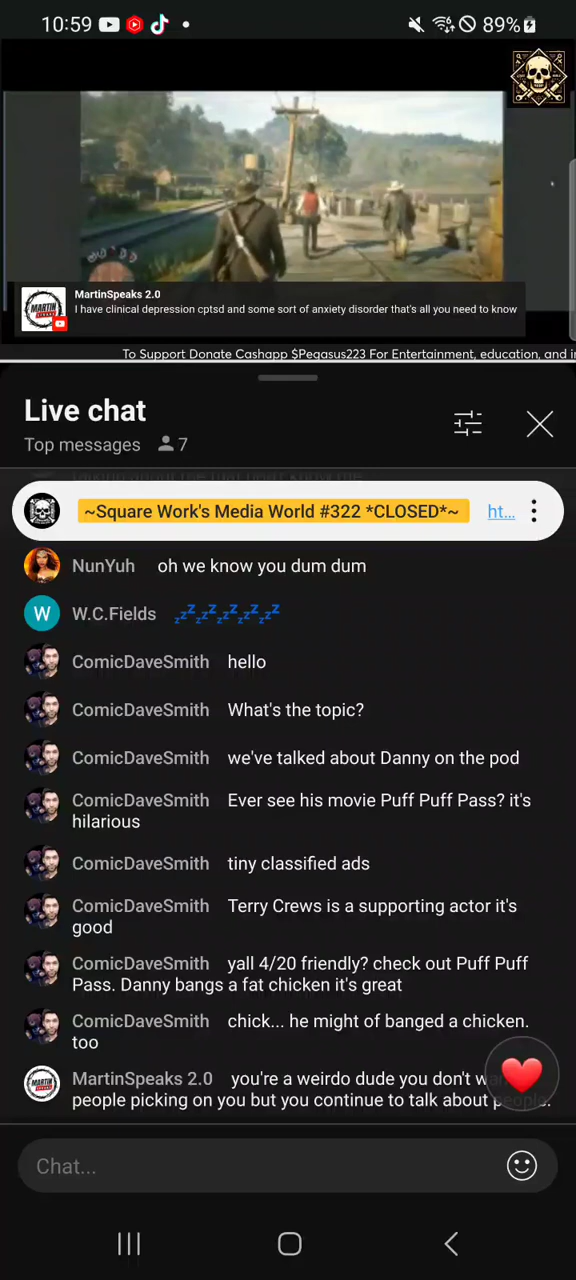 10:59
89%
MartinSpeaks 2.0
MARTIN
I have clinical depression cptsd and some sort of anxiety disorder that's all you need to know
To Support Donate Cashapp $Pegasus223 For Entertainment, education, and i
Live chat
Top messages 7
~Square Work's Media World #322 *CLOSED*~ ht...
NunYuh oh we know you dum dum
W W.C.Fields zzZzzZzzZzzZzzZzzZ
ComicDaveSmith hello
ComicDaveSmith What's the topic?
ComicDaveSmith we've talked about Danny on the pod
ComicDaveSmith Ever see his movie Puff Puff Pass? it's
hilarious
ComicDaveSmith tiny classified ads
ComicDaveSmith Terry Crews is a supporting actor it's
good
ComicDaveSmith yall 4/20 friendly? check out Puff Puff
Pass. Danny bangs a fat chicken it's great
ComicDaveSmith chick... he might of banged a chicken.
too
MARTIN
MartinSpeaks 2.0 you're a weirdo dude you don't
people picking on you but you continue to talk about people.
Chat...